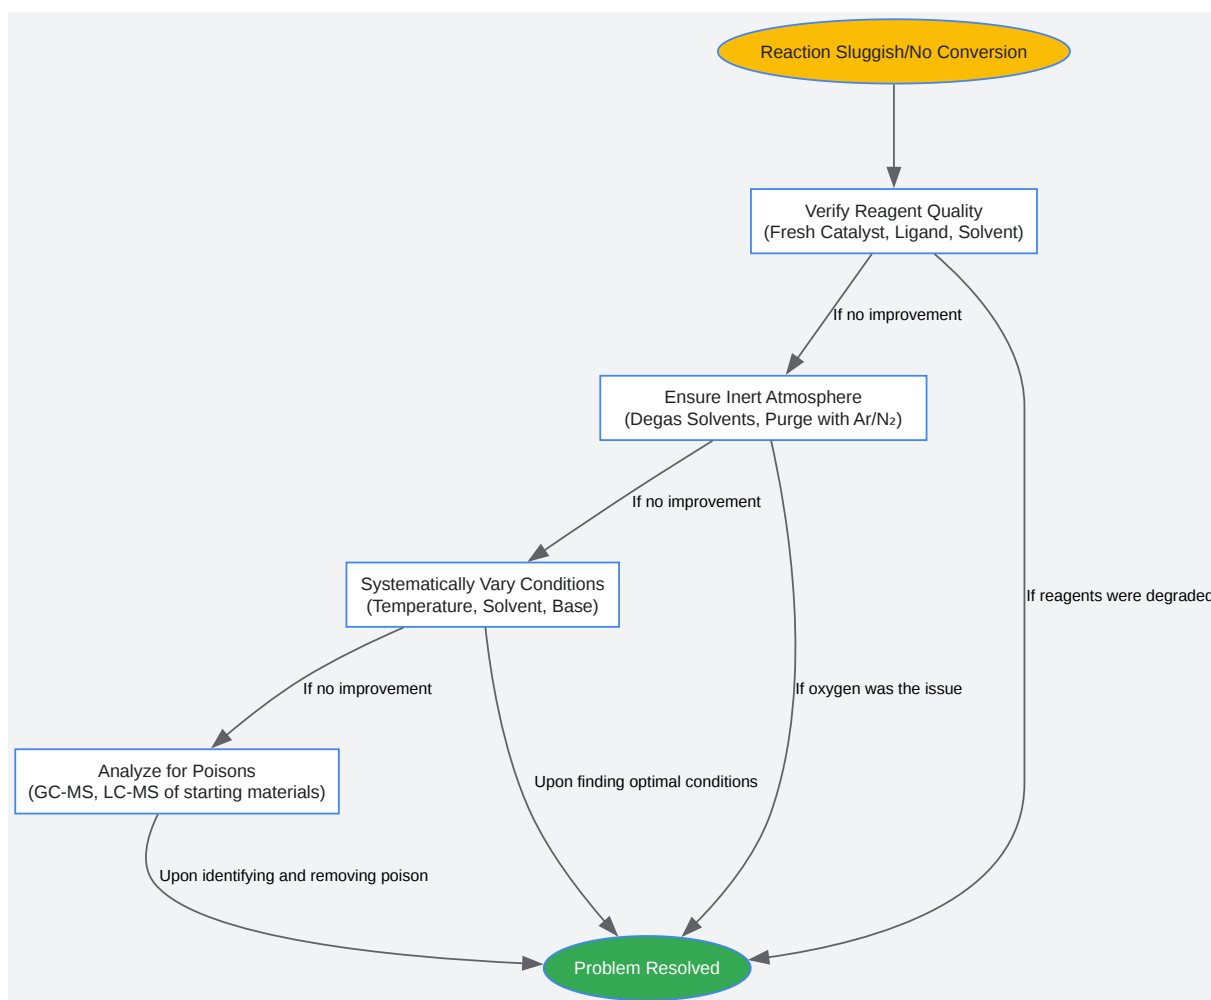 Reaction Sluggish/No Conversion
Verify Reagent Quality
(Fresh Catalyst, Ligand, Solvent)
If no improvement
Ensure Inert Atmosphere
(Degas Solvents, Purge with Ar/N₂)
If no improvement
Systematically Vary Conditions
(Temperature, Solvent, Base)
If reagents were degraded
If no improvement
If oxygen was the issue
Analyze for Poisons
(GC-MS, LC-MS of starting materials)
Upon finding optimal conditions
Upon identifying and removing poison
Problem Resolved